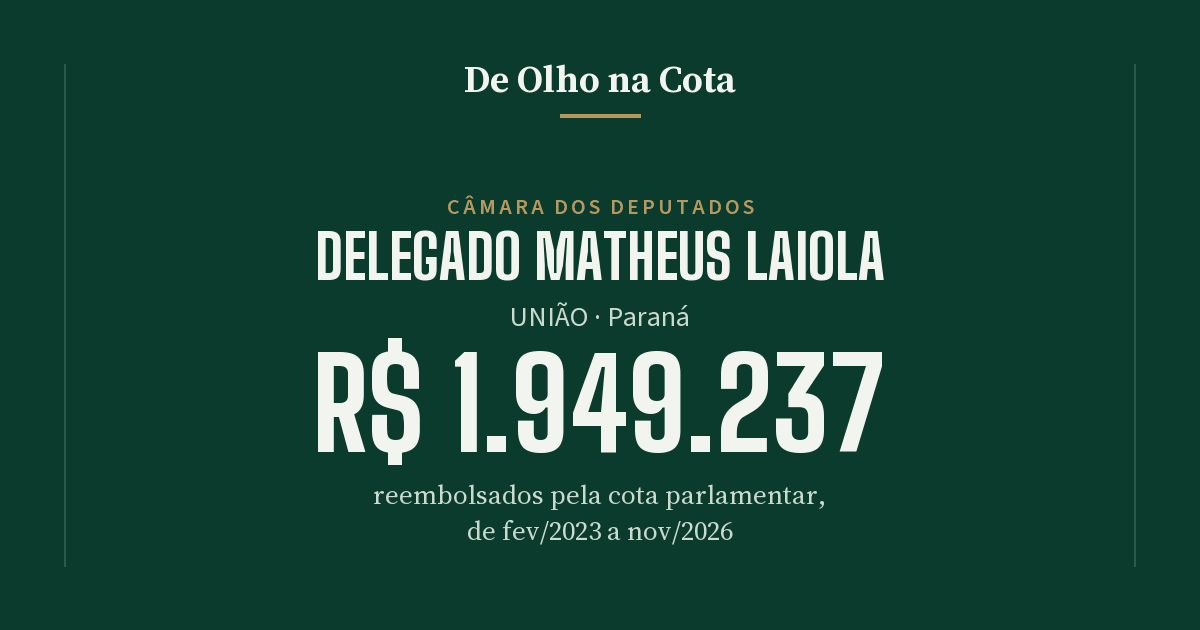 De Olho na Cota
CÂMARA DOS DEPUTADOS
DELEGADO MATHEUS LAIOLA
UNIÃO · Paraná
R$ 1.949.237
reembolsados pela cota parlamentar,
de fev/2023 a nov/2026